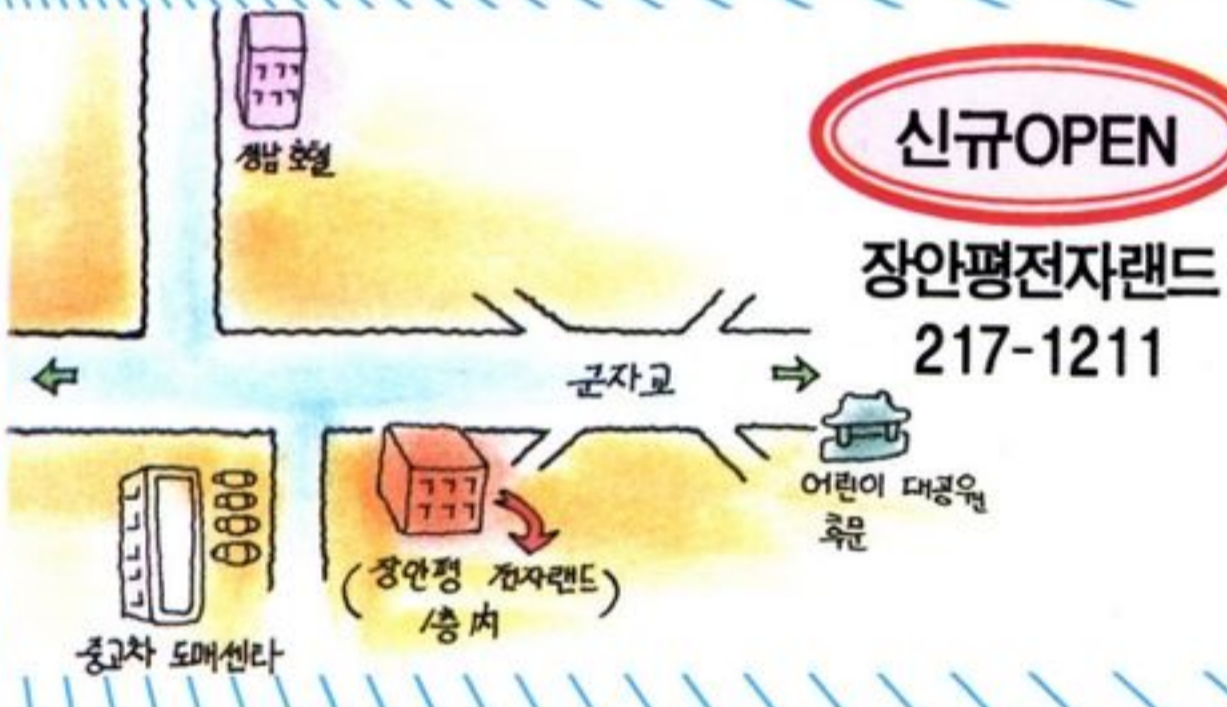 경남호텔
신규OPEN
장안평전자랜드
217-1211
군자교
어린이 대공원
후문
(장안평 전자랜드)
1층 内
중고차 도매센타